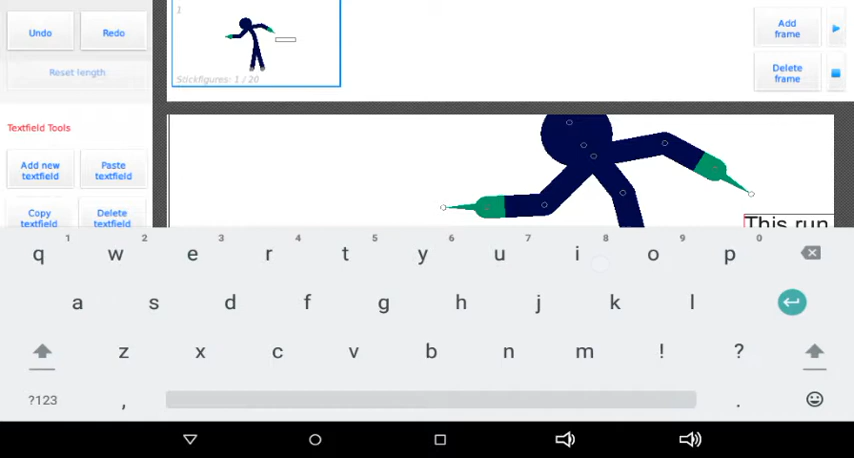 Undo Redo
Reset length
Textfield Tools
Add new textfield
Paste textfield
Copy textfield
Delete textfield
1
Stickfigures: 1 / 20
Add frame
Delete frame
This run
1 2 3 4 5 6 7 8 9 0
q w e r t y u i o p
a s d f g h j k l
z x c v b n m ! ?
?123 , .